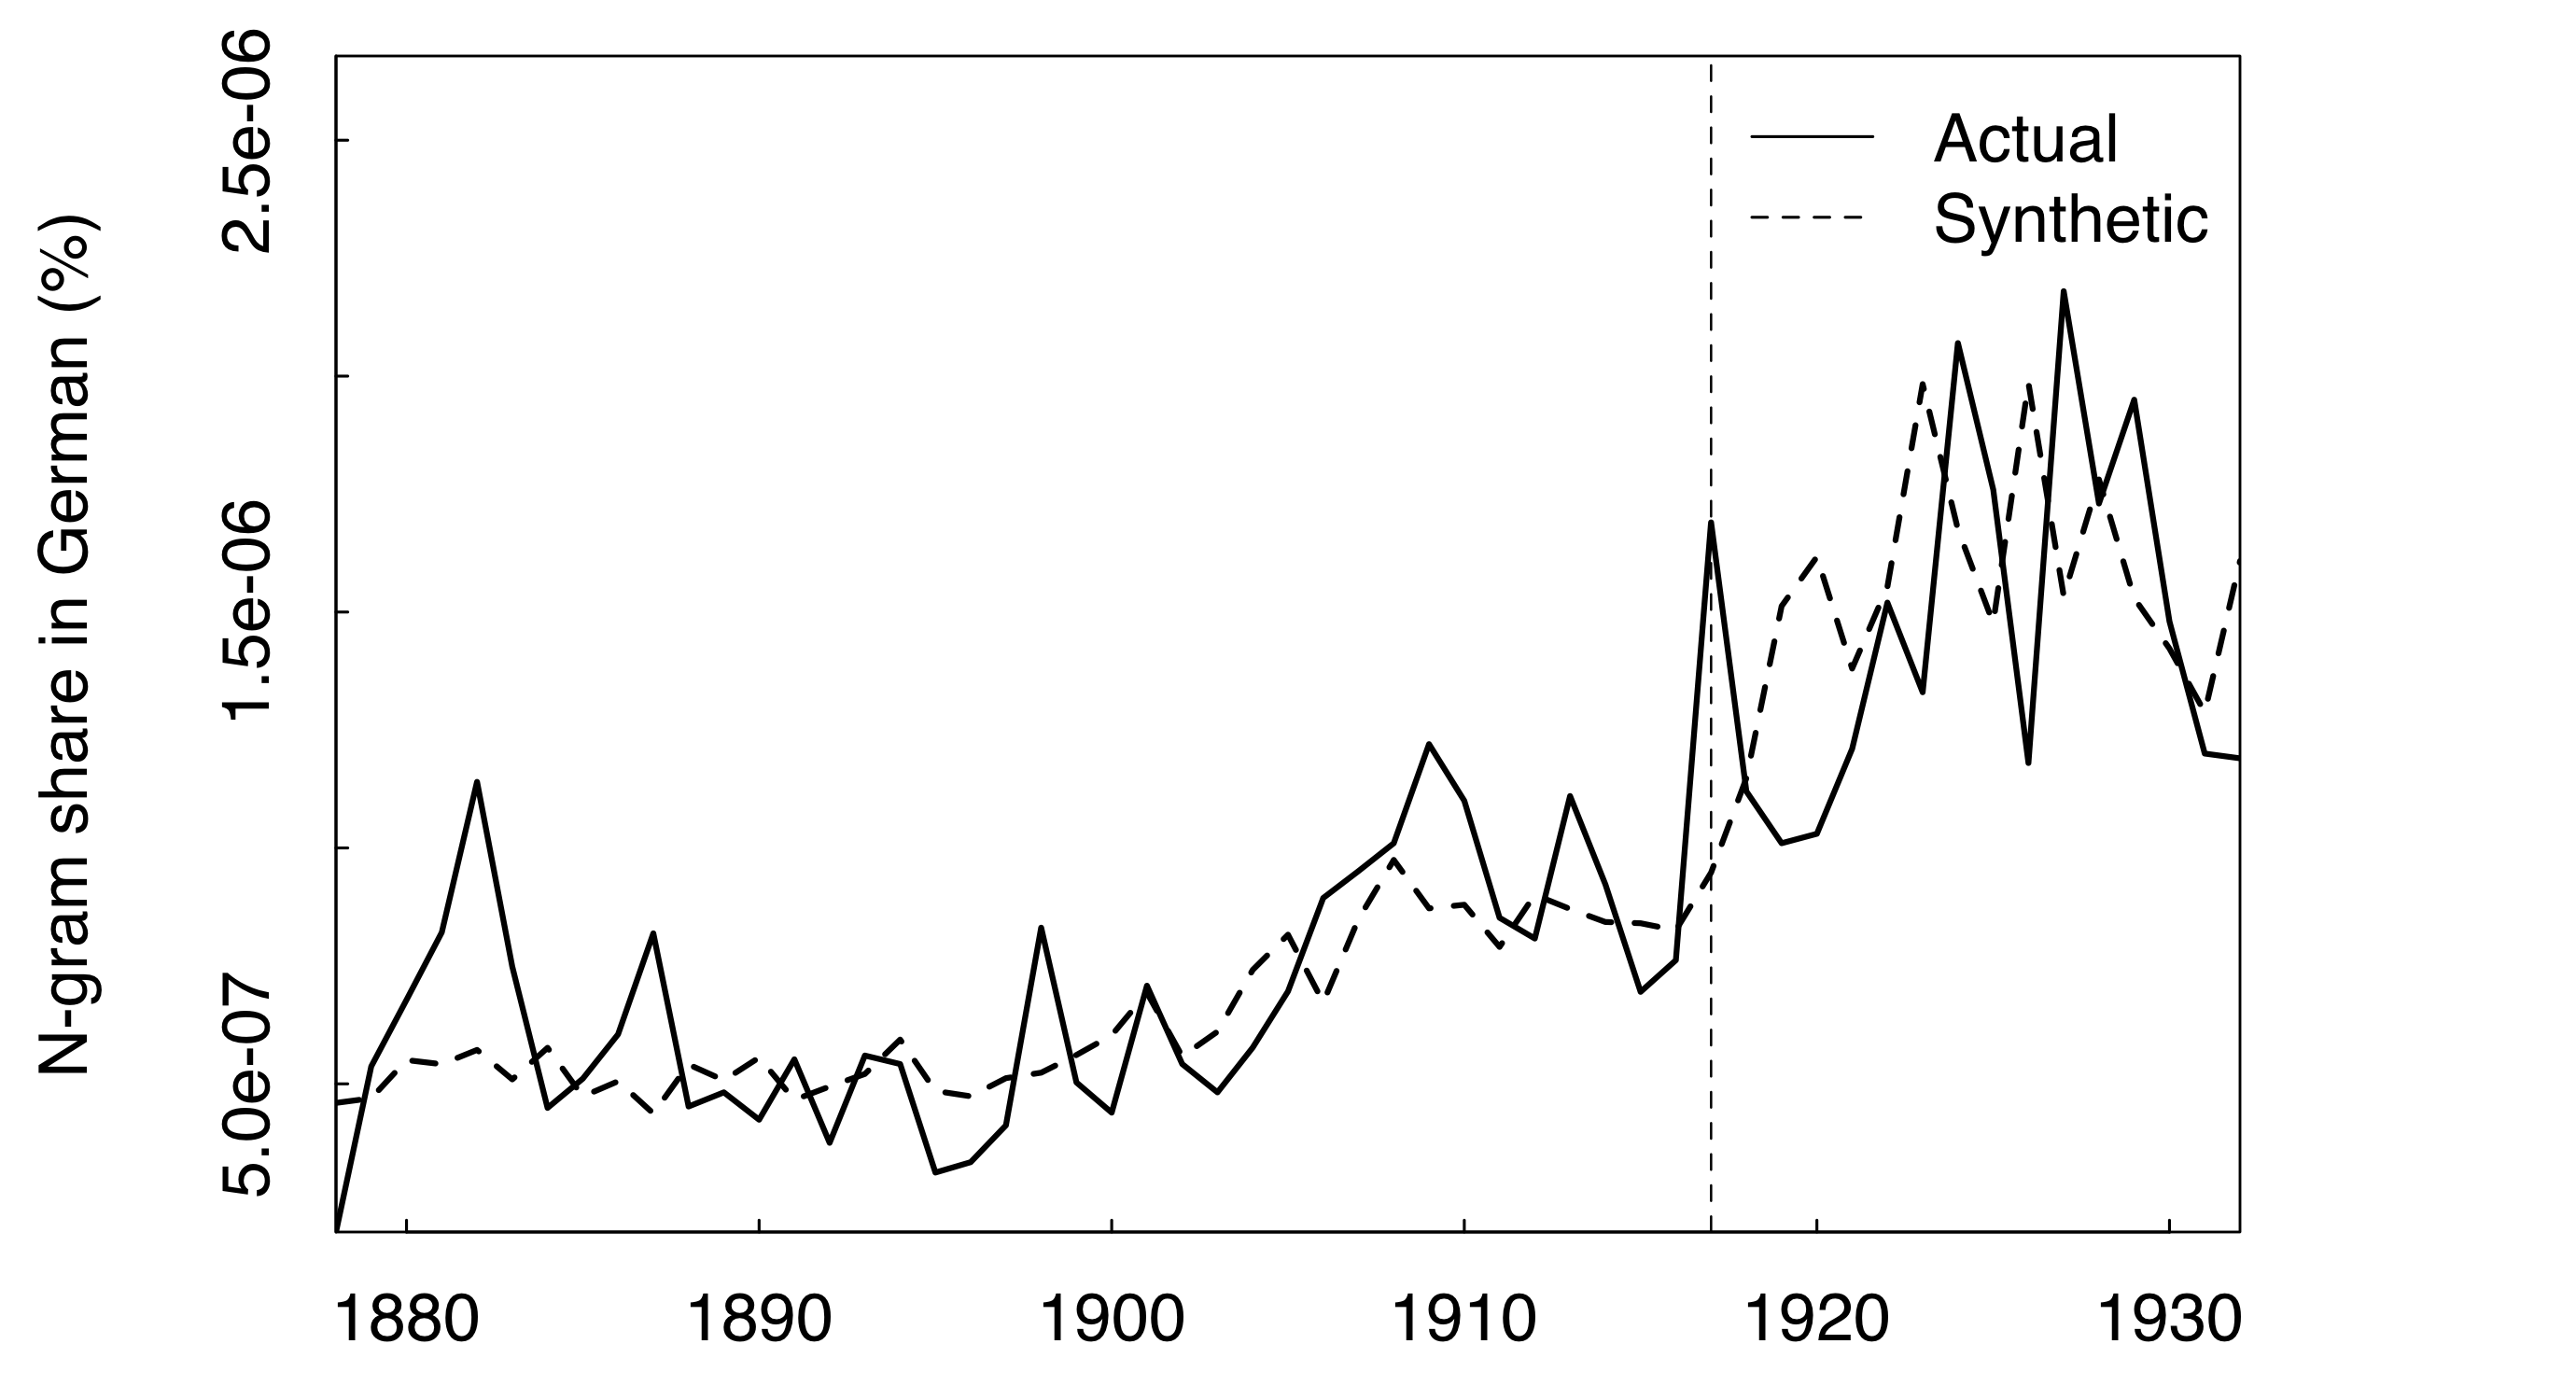 N-gram share in German (%)
2.5e-06
1.5e-06
5.0e-07
Actual
Synthetic
1880 1890 1900 1910 1920 1930